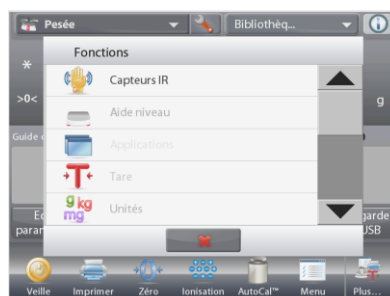 Pesée
Bibliothèq...
Fonctions
Capteurs IR
>0<
g
Aide niveau
Guide
Applications
Tare
g kg
mg
Unités
Ec
garde
param
USB
Veille
Imprimer
Zéro
Ionisation
AutoCal™
Menu
Plus...